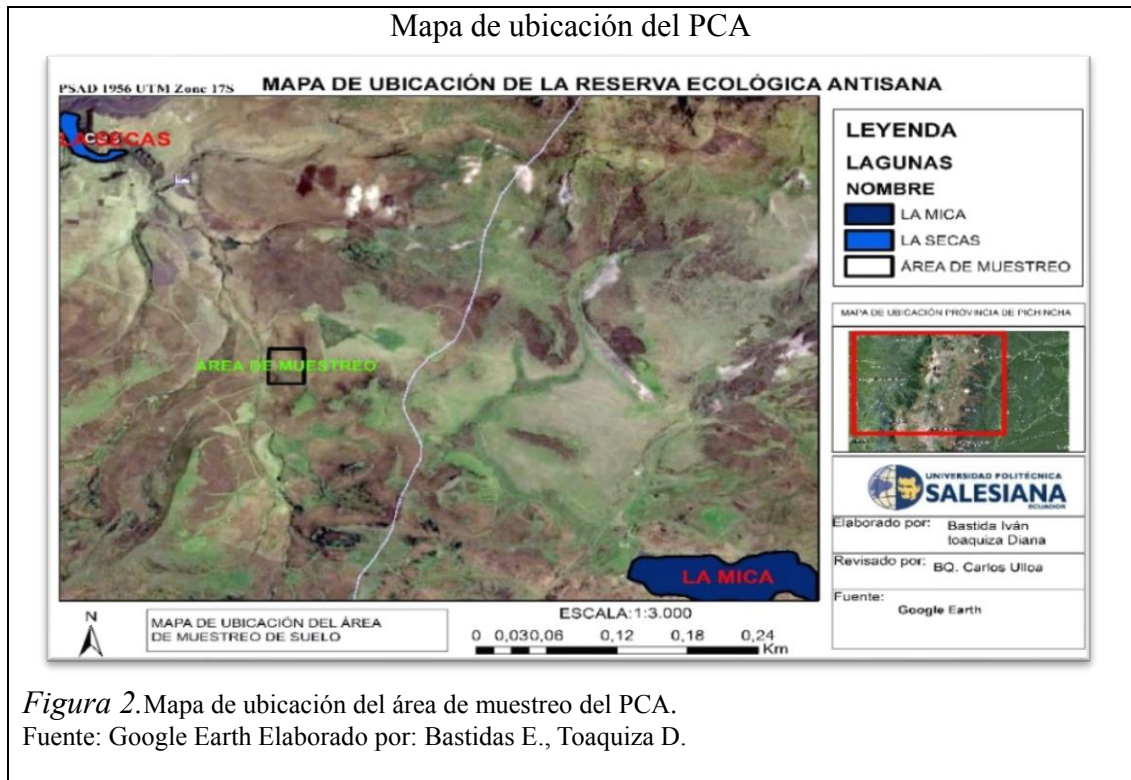 Mapa de ubicación del PCA
PSAD 1956 UTM Zone 17S
MAPA DE UBICACIÓN DE LA RESERVA ECOLÓGICA ANTISANA
LA SECAS
ÁREA DE MUESTREO
LA MICA
LEYENDA
LAGUNAS
NOMBRE
LA MICA
LA SECAS
ÁREA DE MUESTREO
MAPA DE UBICACIÓN PROVINCIA DE PICHINCHA
UNIVERSIDAD POLITÉCNICA
SALESIANA
ECUADOR
Elaborado por: Bastida Iván
toaquiza Diana
Revisado por: BQ. Carlos Ulloa
Fuente:
Google Earth
N
MAPA DE UBICACIÓN DEL ÁREA
DE MUESTREO DE SUELO
ESCALA:1:3.000
0 0,030,06 0,12 0,18 0,24
Km
Figura 2.Mapa de ubicación del área de muestreo del PCA.
Fuente: Google Earth Elaborado por: Bastidas E., Toaquiza D.